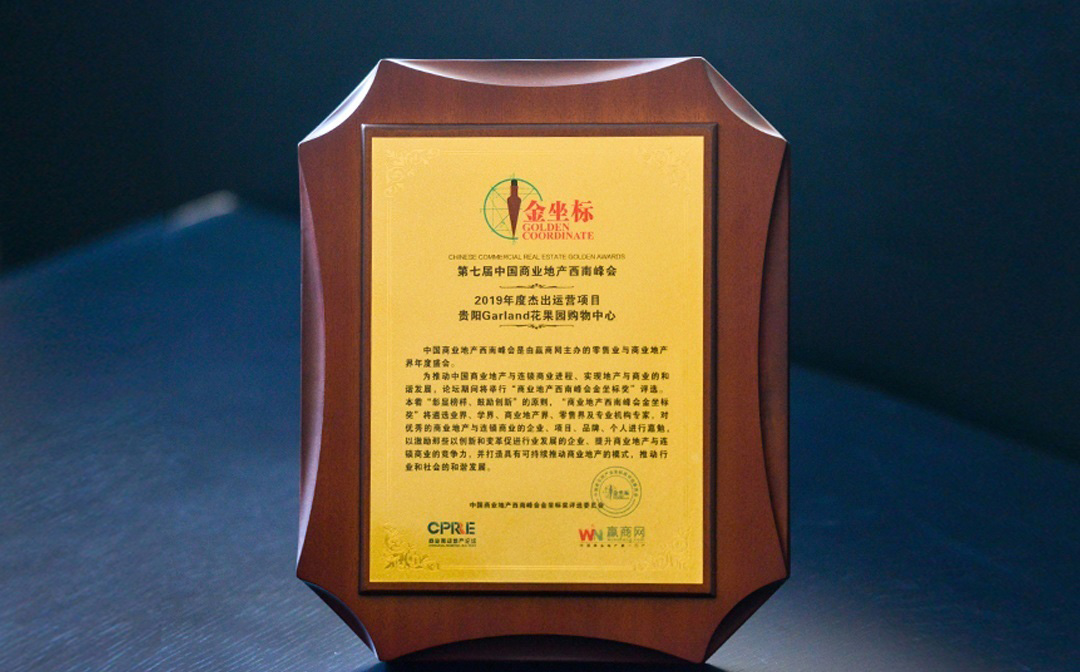 金坐标
GOLDEN
COORDINATE
CHINESE COMMERCIAL REAL ESTATE GOLDEN AWARDS
第七届中国商业地产西南峰会
2019年度杰出运营项目
贵阳Garland花果园购物中心
中国商业地产西南峰会是由赢商网主办的零售业与商业地产
界年度盛会。
为推动中国商业地产与连锁商业进程、实现地产与商业的和
谐发展，论坛期间将举行“商业地产西南峰会金坐标奖”评选。
本着“彰显榜样、鼓励创新”的原则，“商业地产西南峰会金坐标
奖”将遴选业界、学界、商业地产界、零售界及专业机构专家，对
优秀的商业地产与连锁商业的企业、项目、品牌、个人进行嘉勉，
以激励那些以创新和变革促进行业发展的企业，提升商业地产与连
锁商业的竞争力，并打造具有可持续推动商业地产的模式，推动行
业和社会的和谐发展。
中国商业地产西南峰会金坐标奖评选委员会
金坐标
CPRE
WIN 赢商网